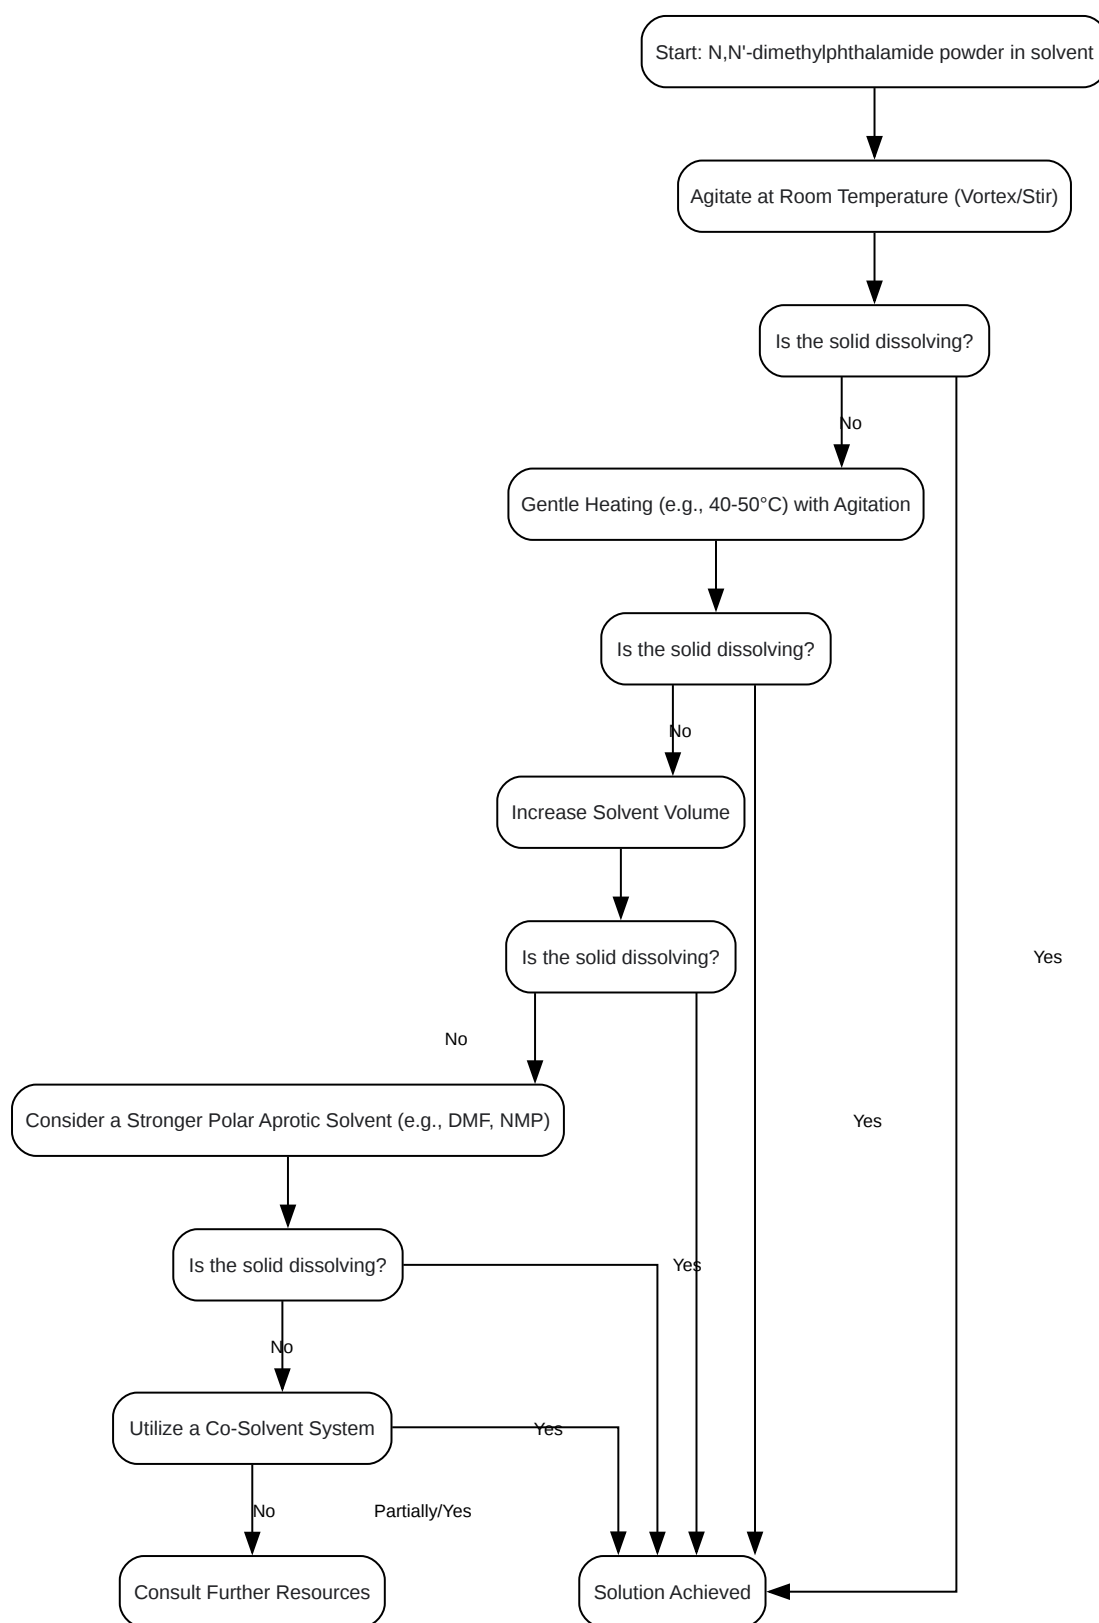 Start: N,N'-dimethylphthalamide powder in solvent
Agitate at Room Temperature (Vortex/Stir)
Is the solid dissolving?
No
Gentle Heating (e.g., 40-50°C) with Agitation
Is the solid dissolving?
No
Increase Solvent Volume
Is the solid dissolving?
Yes
No
Consider a Stronger Polar Aprotic Solvent (e.g., DMF, NMP)
Yes
Is the solid dissolving?
Yes
No
Utilize a Co-Solvent System
Yes
No
Partially/Yes
Consult Further Resources
Solution Achieved